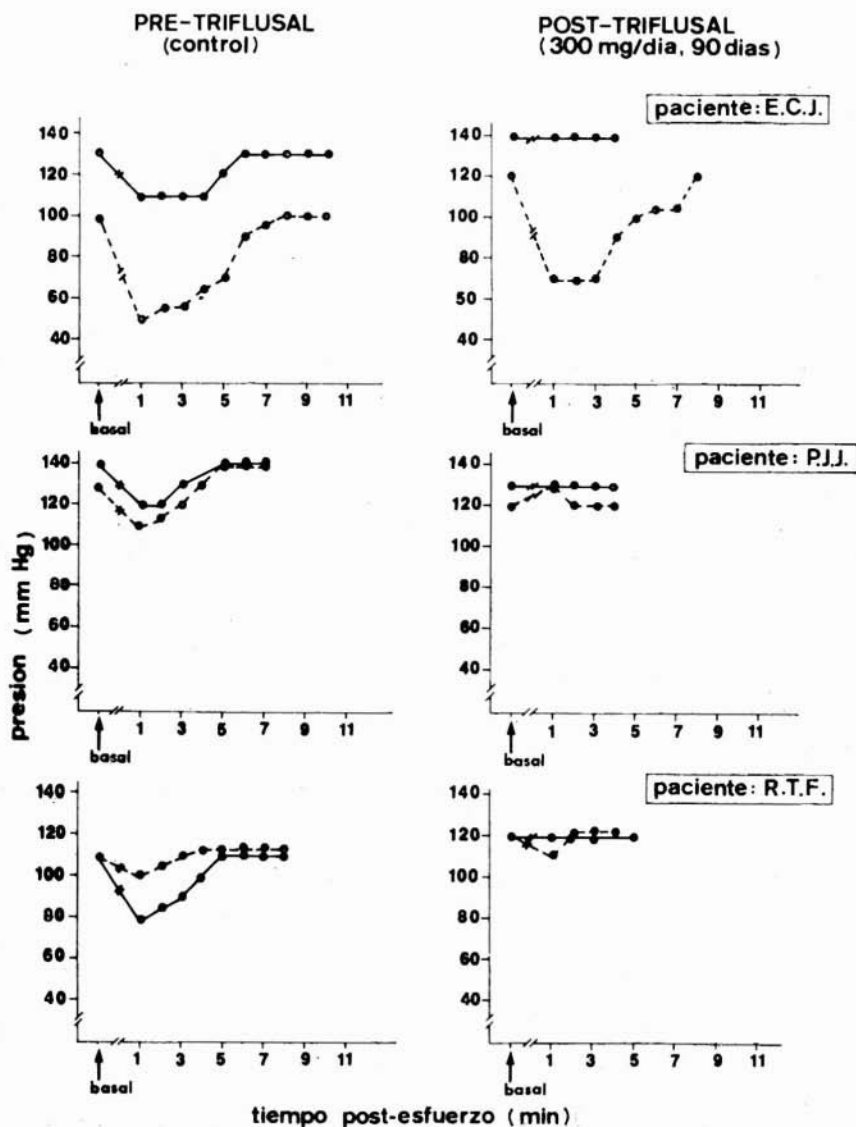 PRE-TRIFLUSAL
(control)
POST-TRIFLUSAL
(300 mg/dia, 90 dias)
paciente: E.C.J.
140
120
100
80
60
40
1 3 5 7 9 11
basal
140
120
100
80
50
40
1 3 5 7 9 11
basal
paciente: P.J.J.
140
120
100
80
60
40
1 3 5 7 9 11
basal
140
120
100
80
60
40
1 3 5 7 9 11
basal
paciente: R.T.F.
140
120
100
80
60
40
1 3 5 7 9 11
basal
140
120
100
80
60
40
1 3 5 7 9 11
basal
presion (mm Hg)
tiempo post-esfuerzo (min)